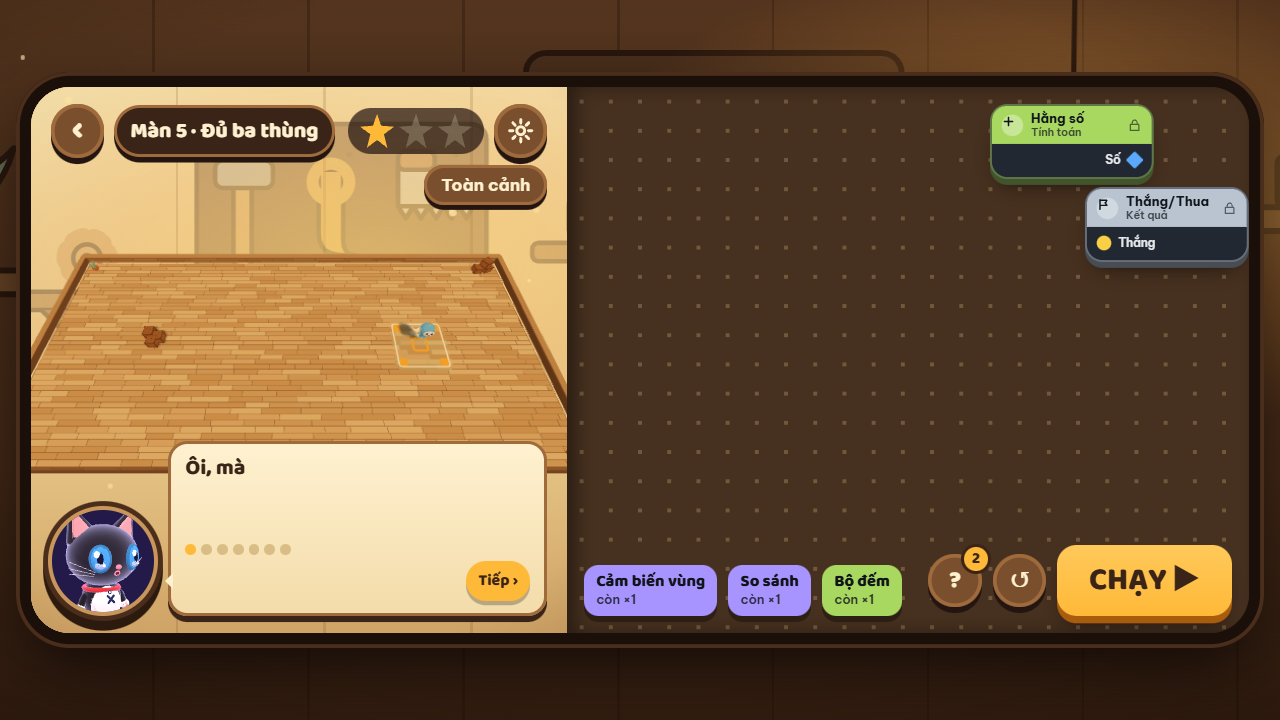 Màn 5 · Đủ ba thùng
Toàn cảnh
Hằng số
Tính toán
Số
Thắng/Thua
Kết quả
Thắng
Ôi, mà
Tiếp ›
Cảm biến vùng
còn ×1
So sánh
còn ×1
Bộ đếm
còn ×1
?
2
CHẠY